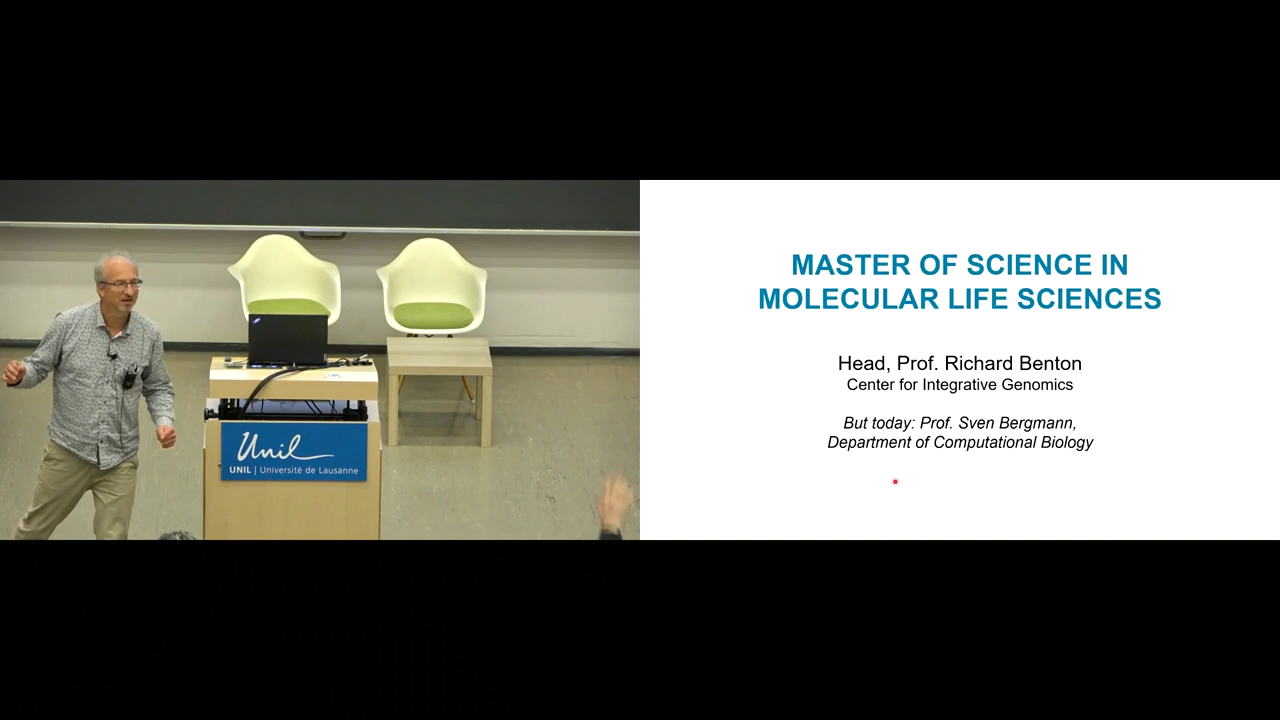 Unil
UNIL | Université de Lausanne
MASTER OF SCIENCE IN
MOLECULAR LIFE SCIENCES
Head, Prof. Richard Benton
Center for Integrative Genomics
But today: Prof. Sven Bergmann,
Department of Computational Biology